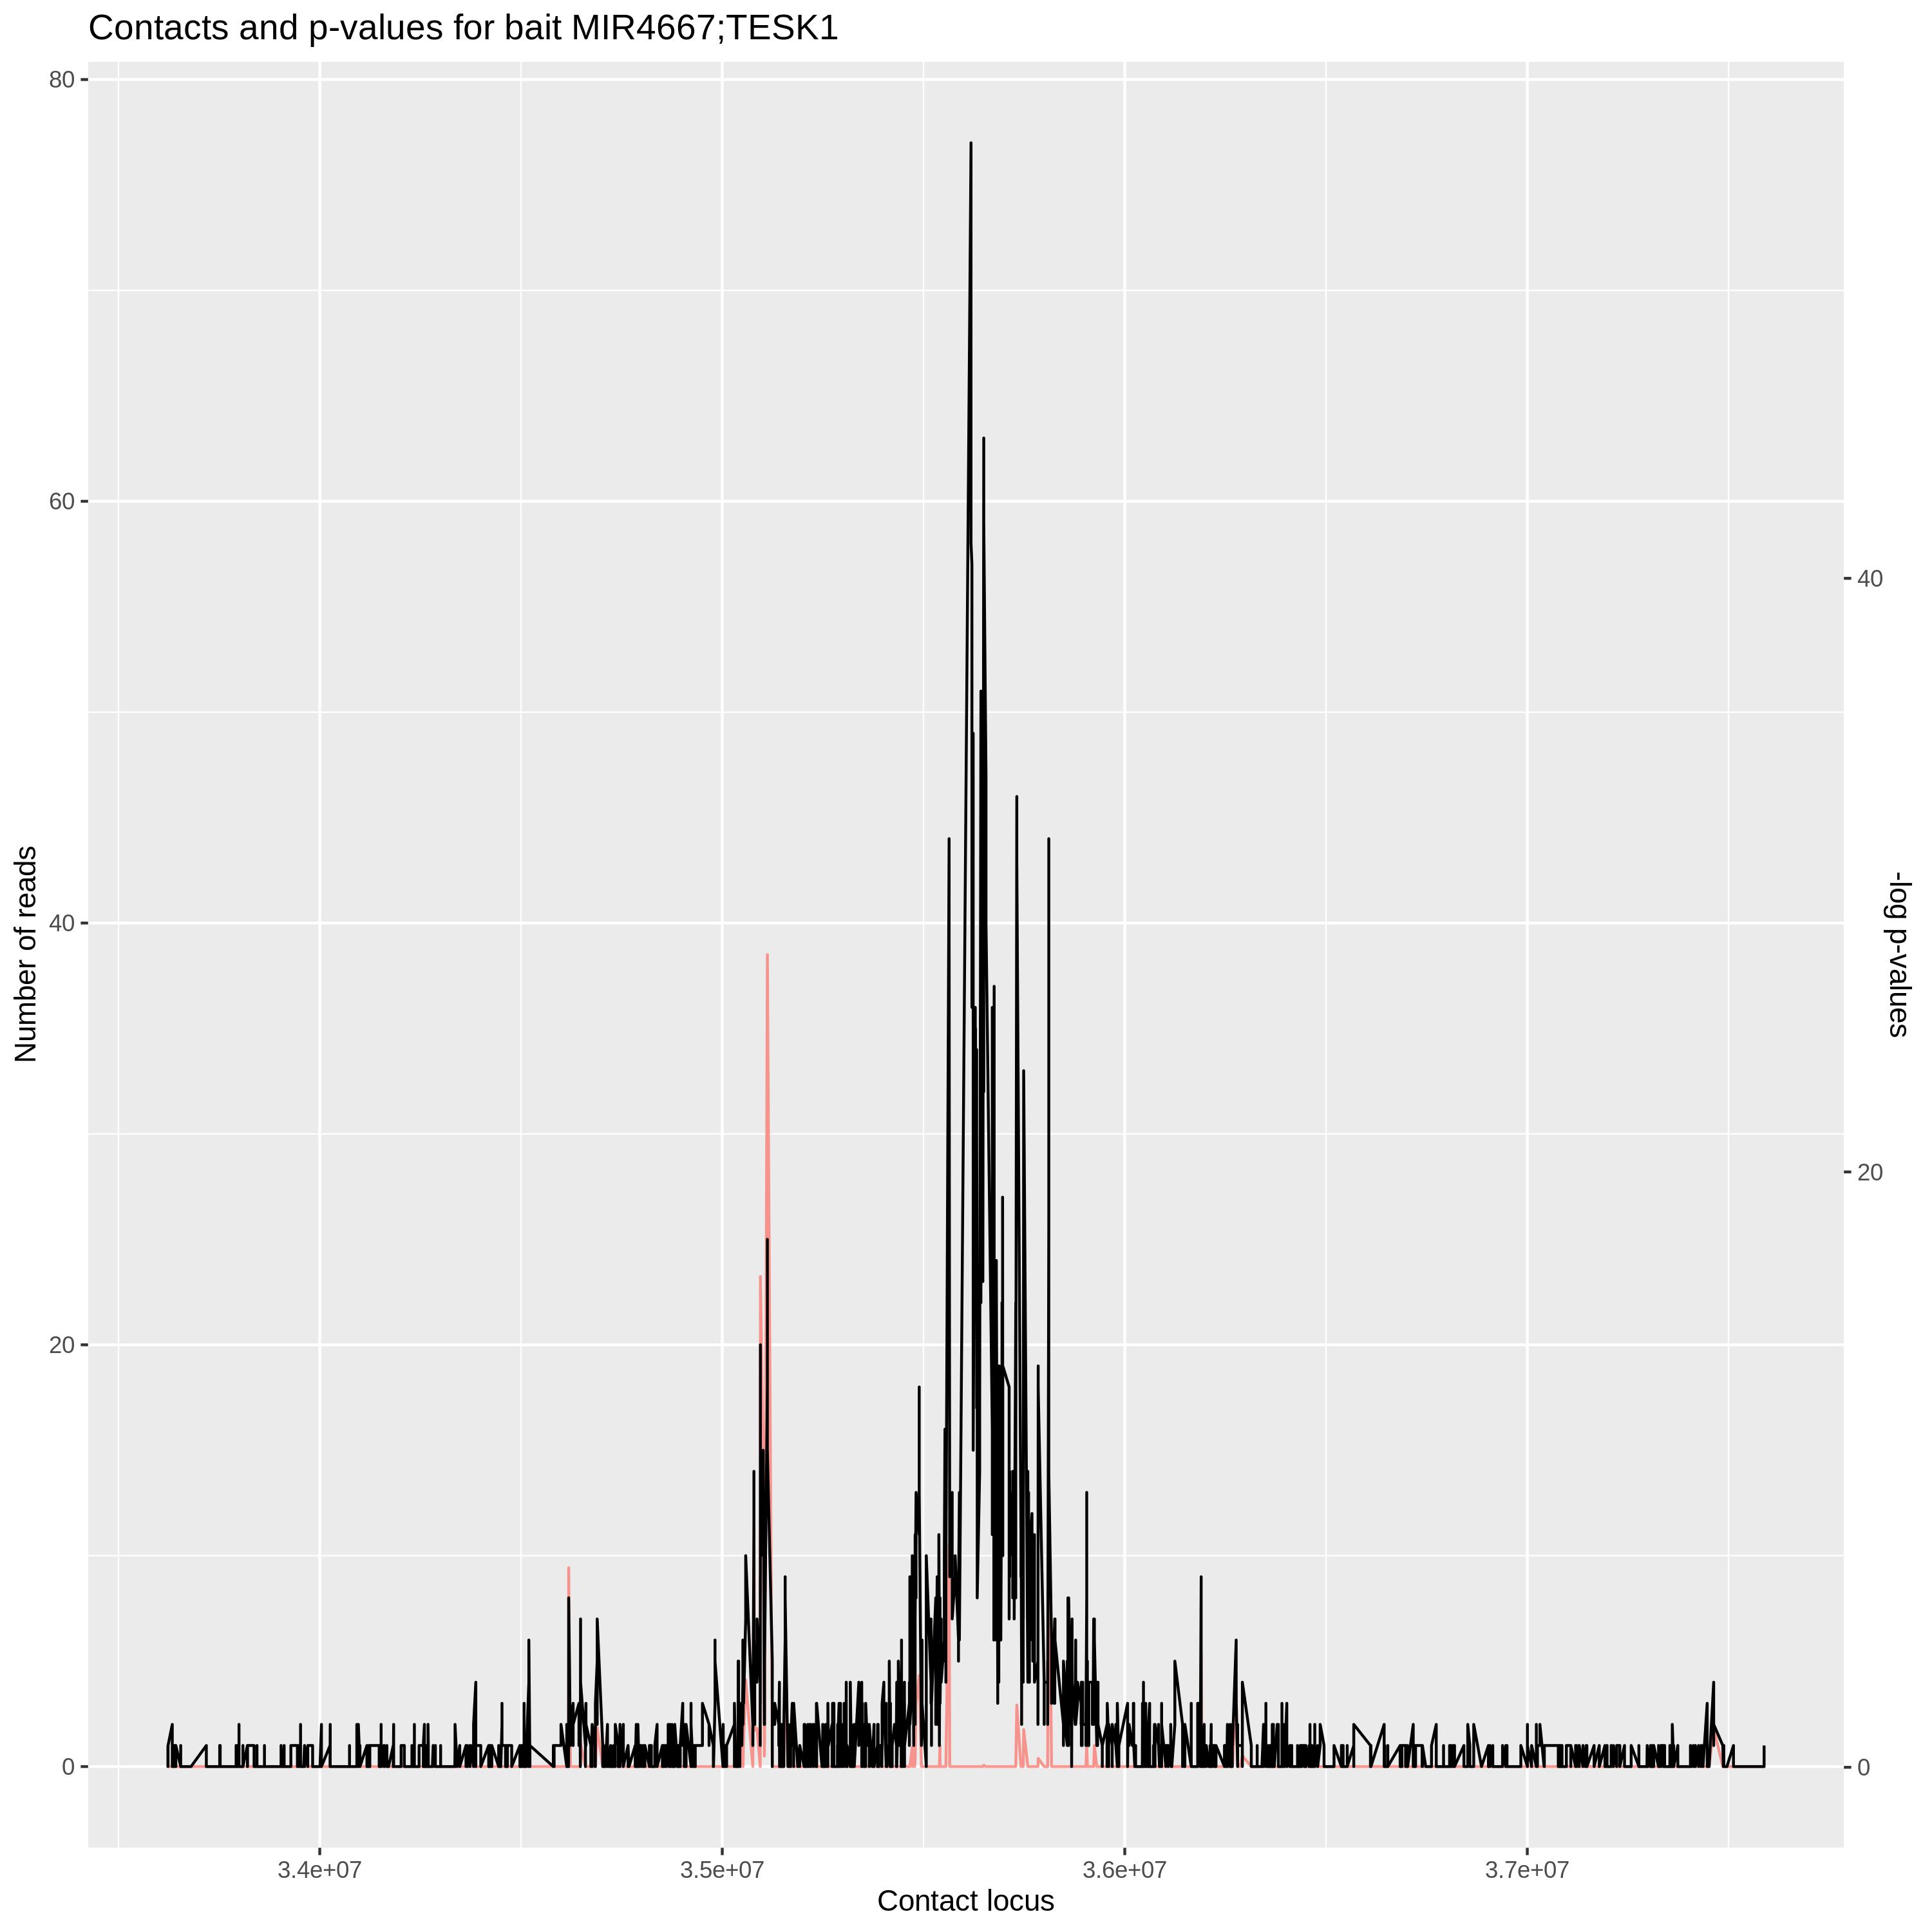 Contacts and p-values for bait MIR4667;TESK1
80
60
40
20
0
Number of reads
40
20
0
-log p-values
3.4e+07
3.5e+07
3.6e+07
3.7e+07
Contact locus